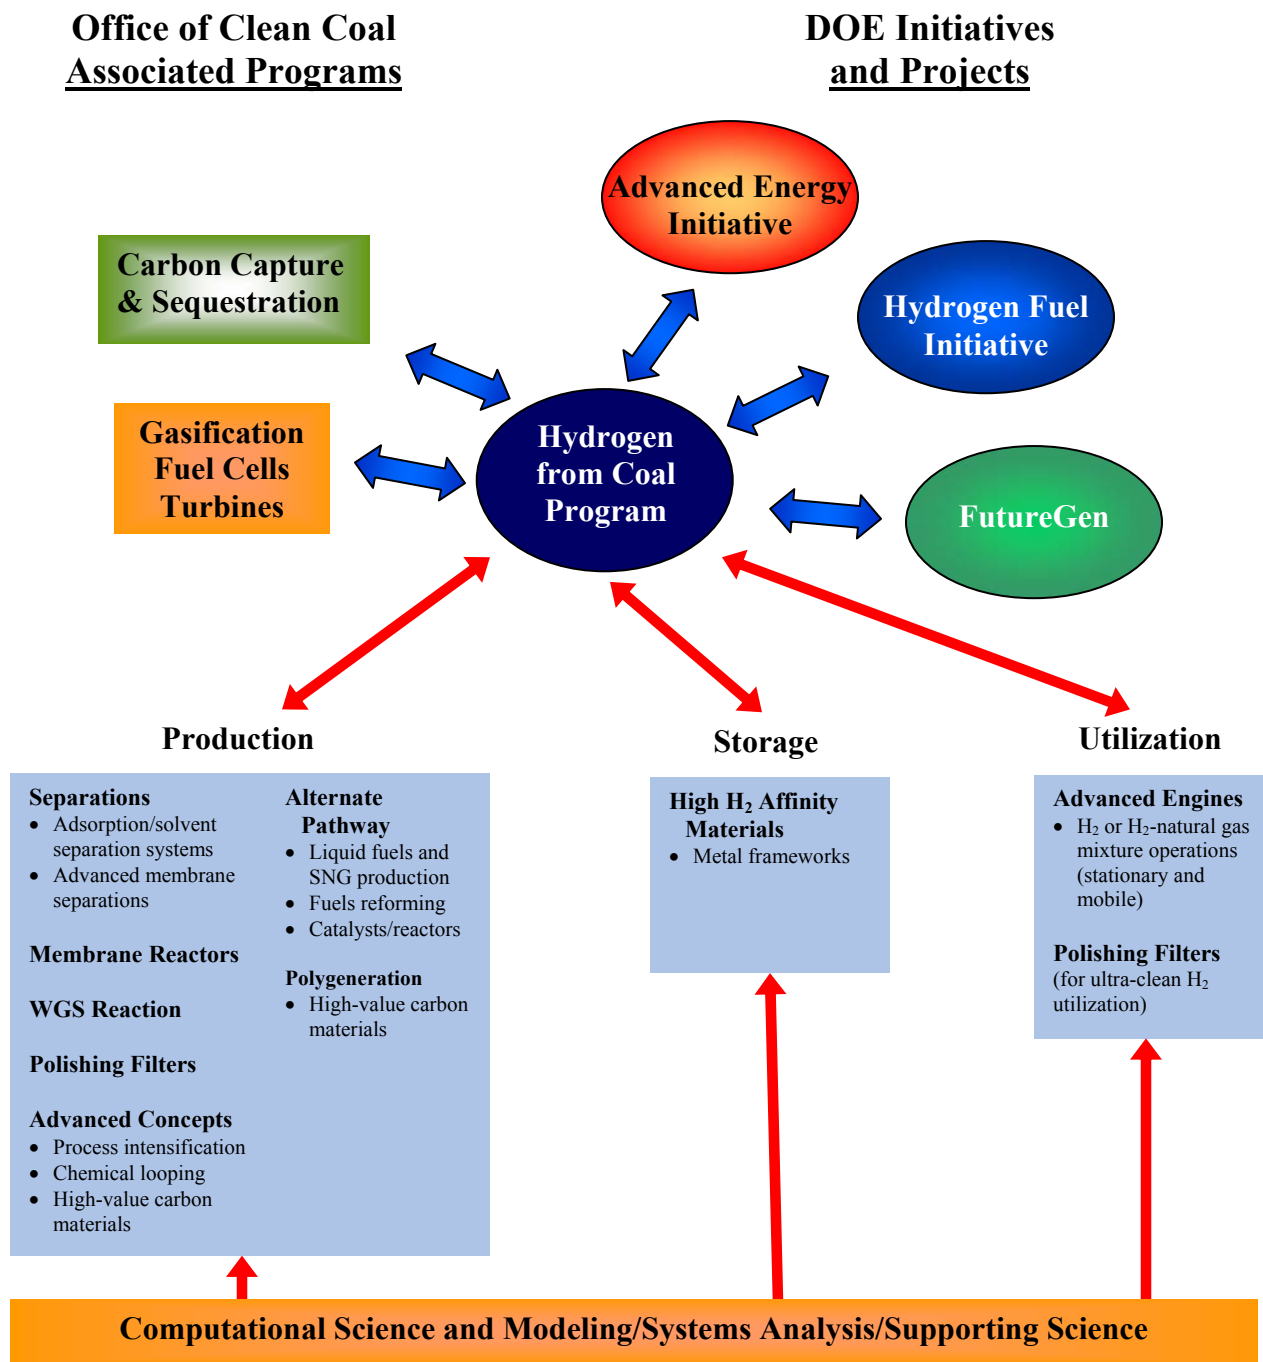 Office of Clean Coal
Associated Programs
DOE Initiatives
and Projects
Advanced Energy
Initiative
Carbon Capture
& Sequestration
Hydrogen Fuel
Initiative
Gasification
Fuel Cells
Turbines
Hydrogen
from Coal
Program
FutureGen
Production
Separations
• Adsorption/solvent
separation systems
• Advanced membrane
separations
Membrane Reactors
WGS Reaction
Polishing Filters
Advanced Concepts
• Process intensification
• Chemical looping
• High-value carbon
materials
Alternate
Pathway
• Liquid fuels and
SNG production
• Fuels reforming
• Catalysts/reactors
Polygeneration
• High-value carbon
materials
Storage
High H₂ Affinity
Materials
• Metal frameworks
Utilization
Advanced Engines
• H₂ or H₂-natural gas
mixture operations
(stationary and
mobile)
Polishing Filters
(for ultra-clean H₂
utilization)
Computational Science and Modeling/Systems Analysis/Supporting Science